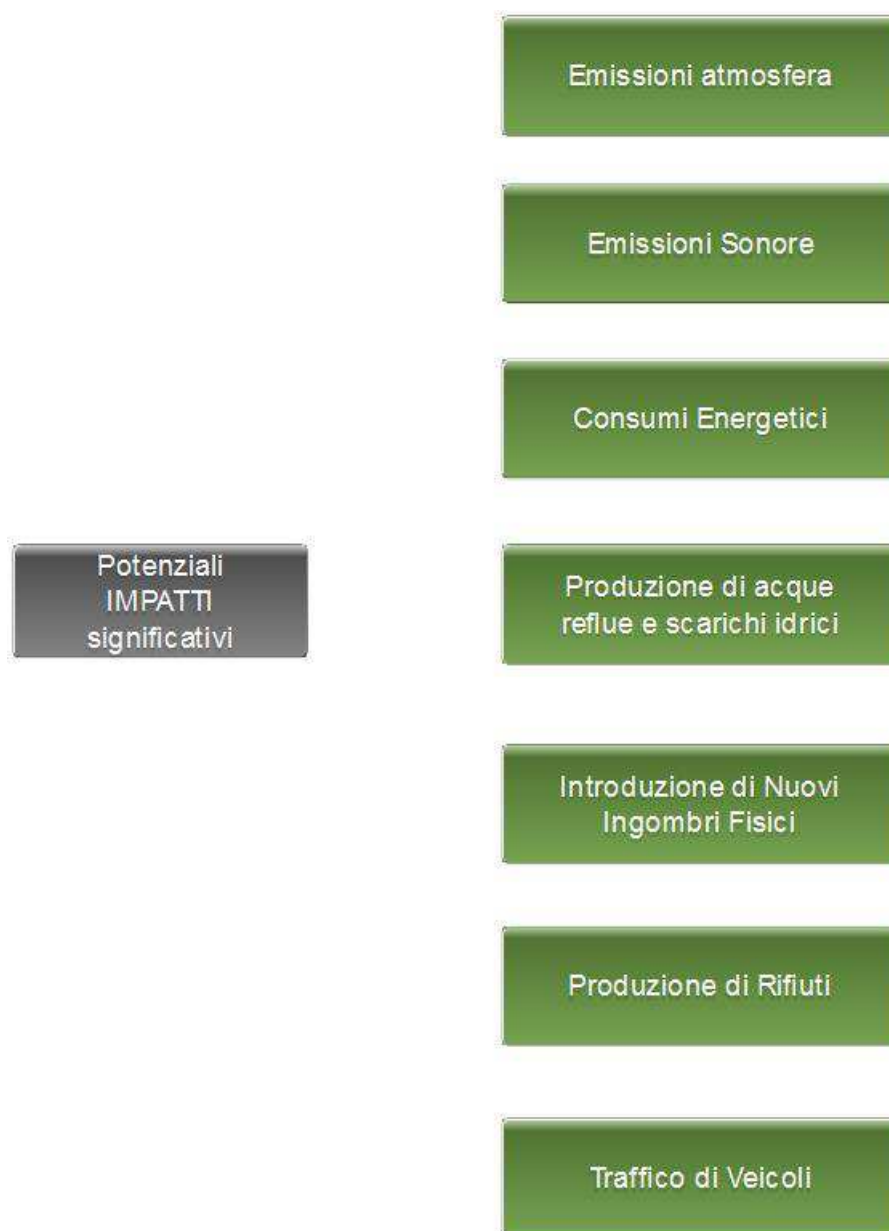 Emissioni atmosfera
Emissioni Sonore
Consumi Energetici
Potenziali
IMPATTI
significativi
Produzione di acque
reflue e scarichi idrici
Introduzione di Nuovi
Ingombri Fisici
Produzione di Rifiuti
Traffico di Veicoli